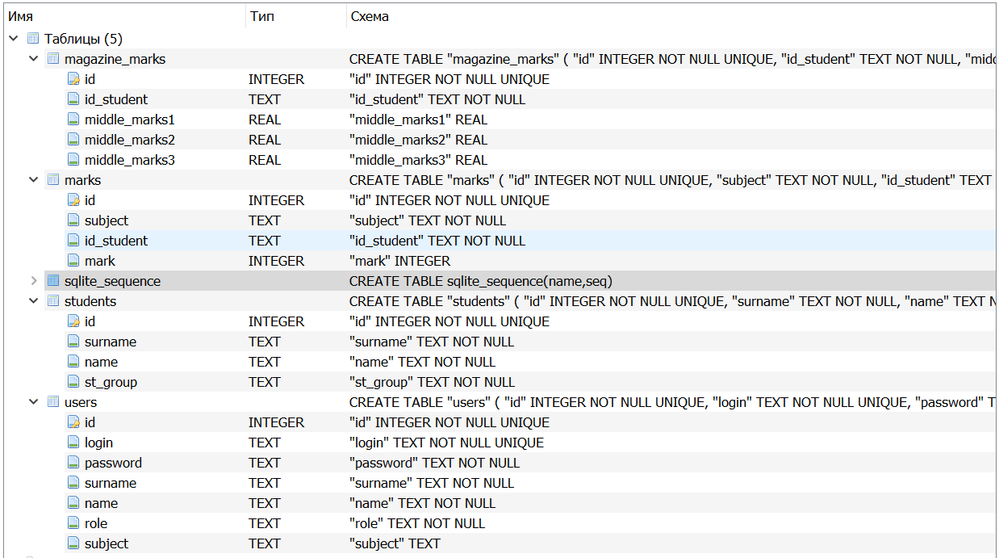 Имя Тип Схема
Таблицы (5)
magazine_marks CREATE TABLE "magazine_marks" ( "id" INTEGER NOT NULL UNIQUE, "id_student" TEXT NOT NULL,
id INTEGER "id" INTEGER NOT NULL UNIQUE
id_student TEXT "id_student" TEXT NOT NULL
middle_marks1 REAL "middle_marks1" REAL
middle_marks2 REAL "middle_marks2" REAL
middle_marks3 REAL "middle_marks3" REAL
marks CREATE TABLE "marks" ( "id" INTEGER NOT NULL UNIQUE, "subject" TEXT NOT NULL, "id_student" TEXT
id INTEGER "id" INTEGER NOT NULL UNIQUE
subject TEXT "subject" TEXT NOT NULL
id_student TEXT "id_student" TEXT NOT NULL
mark INTEGER "mark" INTEGER
sqlite_sequence CREATE TABLE sqlite_sequence(name,seq)
students CREATE TABLE "students" ( "id" INTEGER NOT NULL UNIQUE, "surname" TEXT NOT NULL, "name" TEXT
id INTEGER "id" INTEGER NOT NULL UNIQUE
surname TEXT "surname" TEXT NOT NULL
name TEXT "name" TEXT NOT NULL
st_group TEXT "st_group" TEXT NOT NULL
users CREATE TABLE "users" ( "id" INTEGER NOT NULL UNIQUE, "login" TEXT NOT NULL UNIQUE, "password"
id INTEGER "id" INTEGER NOT NULL UNIQUE
login TEXT "login" TEXT NOT NULL UNIQUE
password TEXT "password" TEXT NOT NULL
surname TEXT "surname" TEXT NOT NULL
name TEXT "name" TEXT NOT NULL
role TEXT "role" TEXT NOT NULL
subject TEXT "subject" TEXT